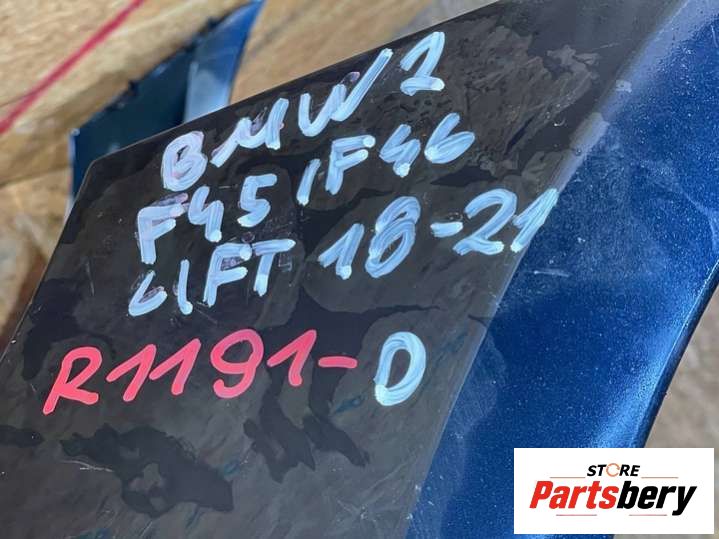 BMW 2
F45/F46
LIFT 18-21
R1191-D
STORE
Partsbery